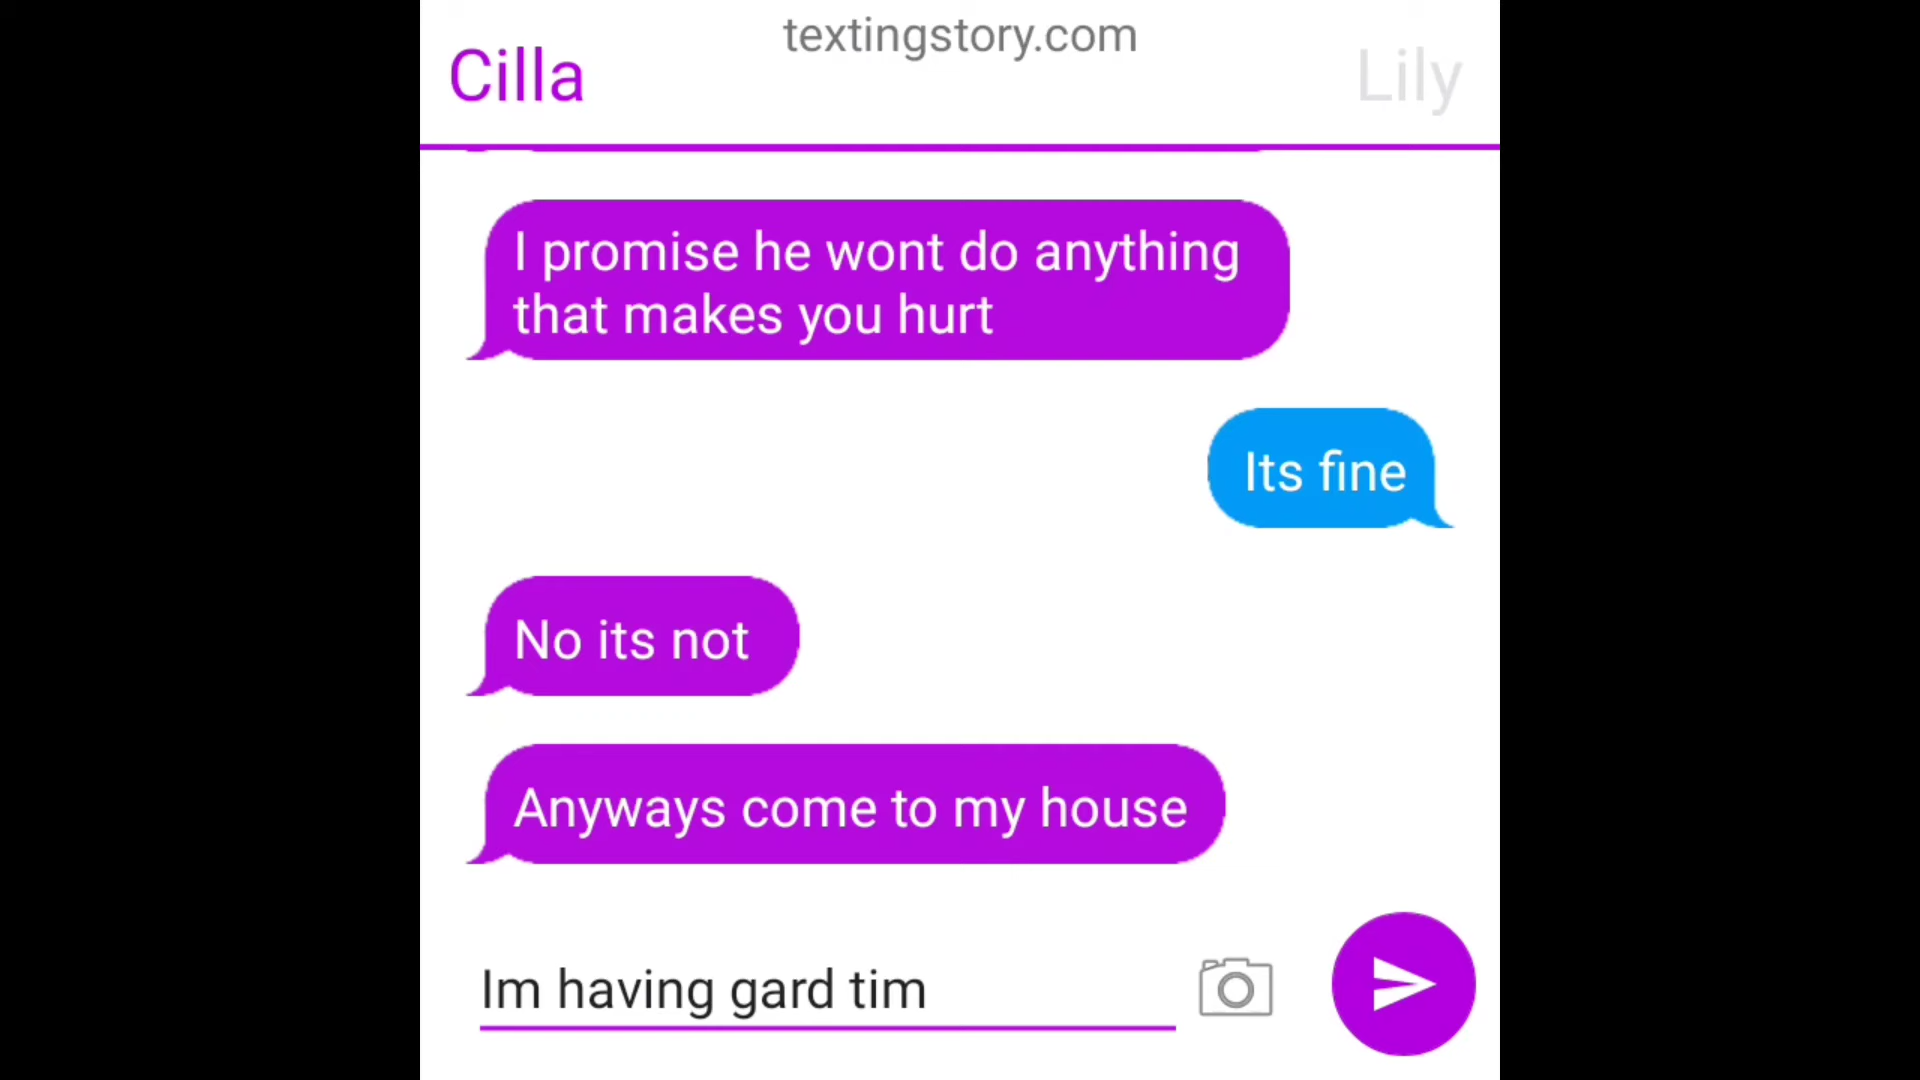 textingstory.com
Cilla
Lily
I promise he wont do anything
that makes you hurt
Its fine
No its not
Anyways come to my house
Im having gard tim